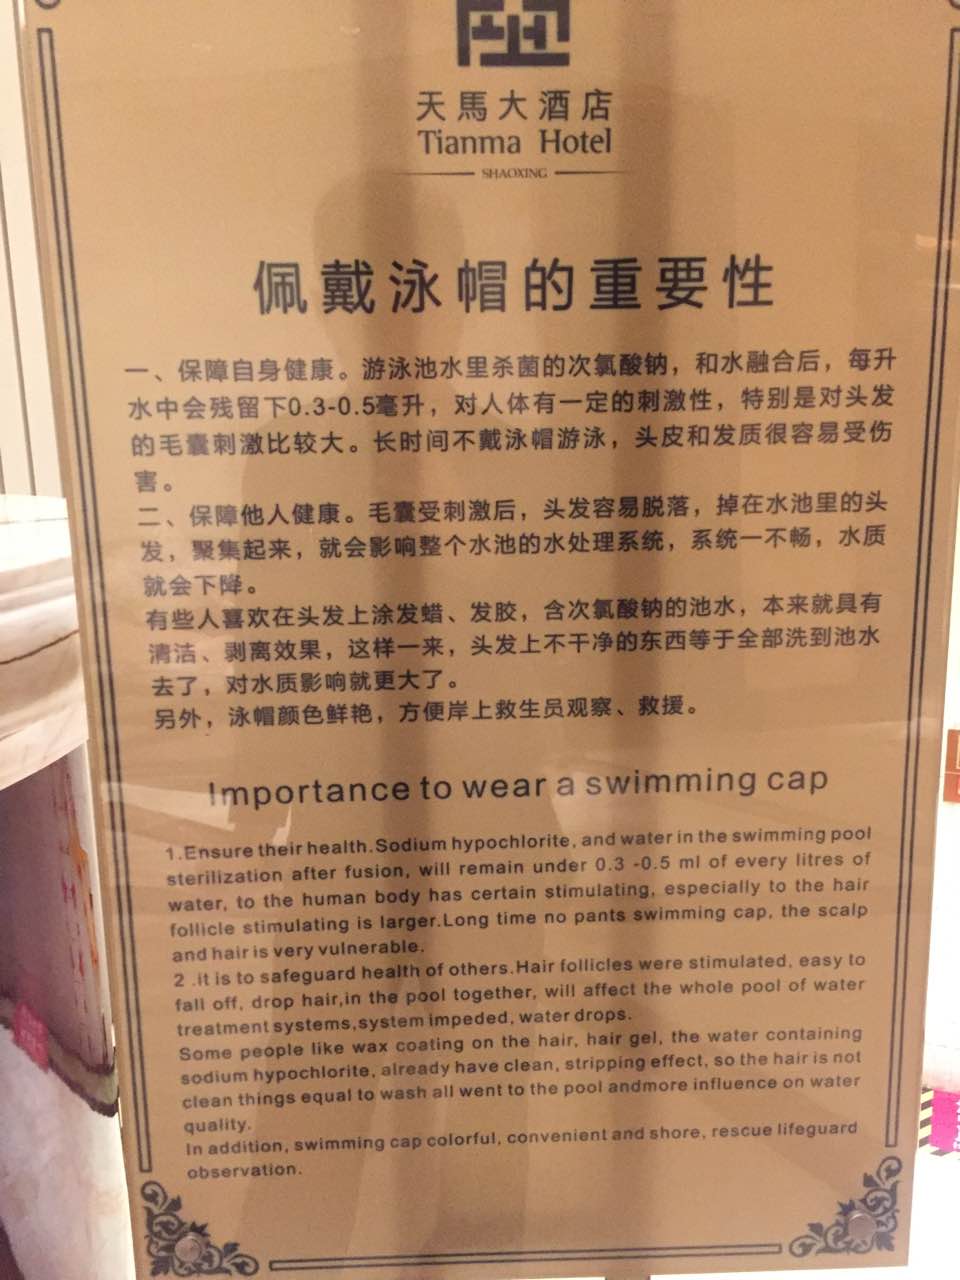 天馬大酒店
Tianma Hotel
SHAOXING
佩戴泳帽的重要性
一、保障自身健康。游泳池水里杀菌的次氯酸钠，和水融合后，每升
水中会残留下0.3-0.5毫升，对人体有一定的刺激性，特别是对头发
的毛囊刺激比较大。长时间不戴泳帽游泳，头皮和发质很容易受伤
害。
二、保障他人健康。毛囊受刺激后，头发容易脱落，掉在水池里的头
发，聚集起来，就会影响整个水池的水处理系统，系统一不畅，水质
就会下降。
有些人喜欢在头发上涂发蜡、发胶，含次氯酸钠的池水，本来就具有
清洁、剥离效果，这样一来，头发上不干净的东西等于全部洗到池水
去了，对水质影响就更大了。
另外，泳帽颜色鲜艳，方便岸上救生员观察、救援。
Importance to wear a swimming cap
1.Ensure their health.Sodium hypochlorite, and water in the swimming pool
sterilization after fusion, will remain under 0.3 -0.5 ml of every litres of
water, to the human body has certain stimulating, especially to the hair
follicle stimulating is larger.Long time no pants swimming cap, the scalp
and hair is very vulnerable.
2 .it is to safeguard health of others.Hair follicles were stimulated, easy to
fall off, drop hair,in the pool together, will affect the whole pool of water
treatment systems,system impeded, water drops.
Some people like wax coating on the hair, hair gel, the water containing
sodium hypochlorite, already have clean, stripping effect, so the hair is not
clean things equal to wash all went to the pool andmore influence on water
quality.
In addition, swimming cap colorful, convenient and shore, rescue lifeguard
observation.